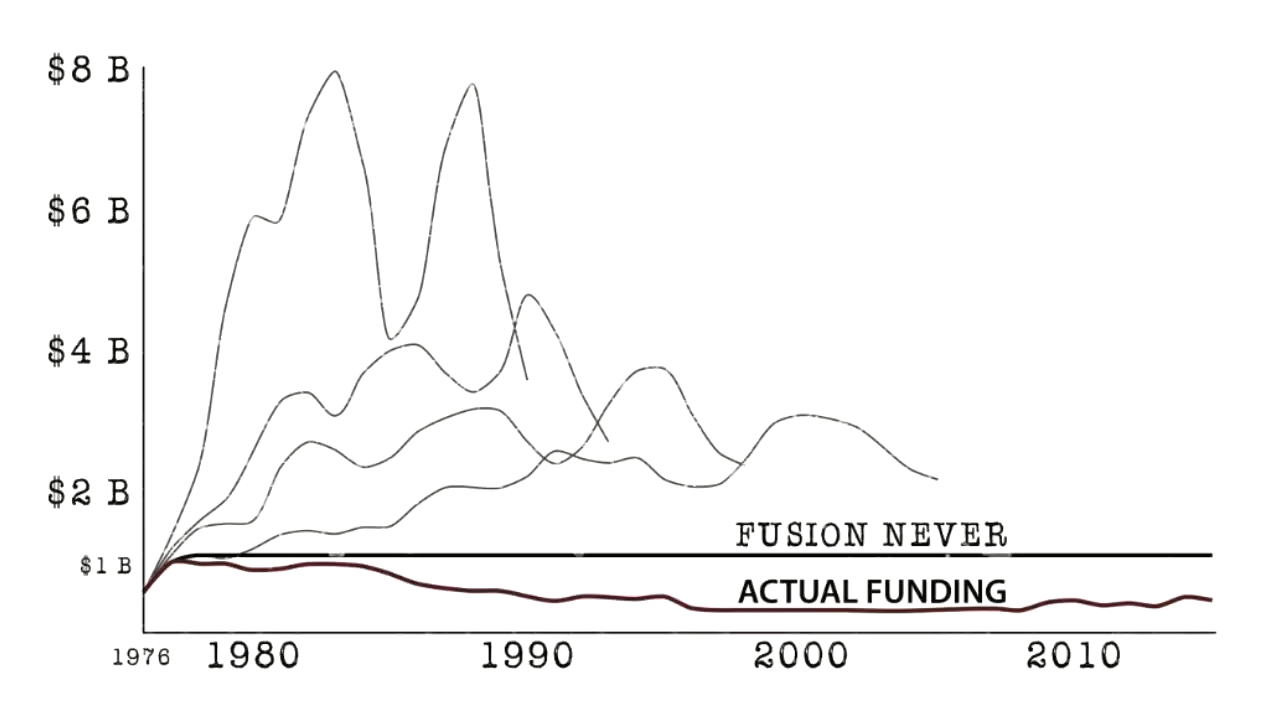 $8 B
$6 B
$4 B
$2 B
FUSION NEVER
$1 B
ACTUAL FUNDING
1976 1980 1990 2000 2010